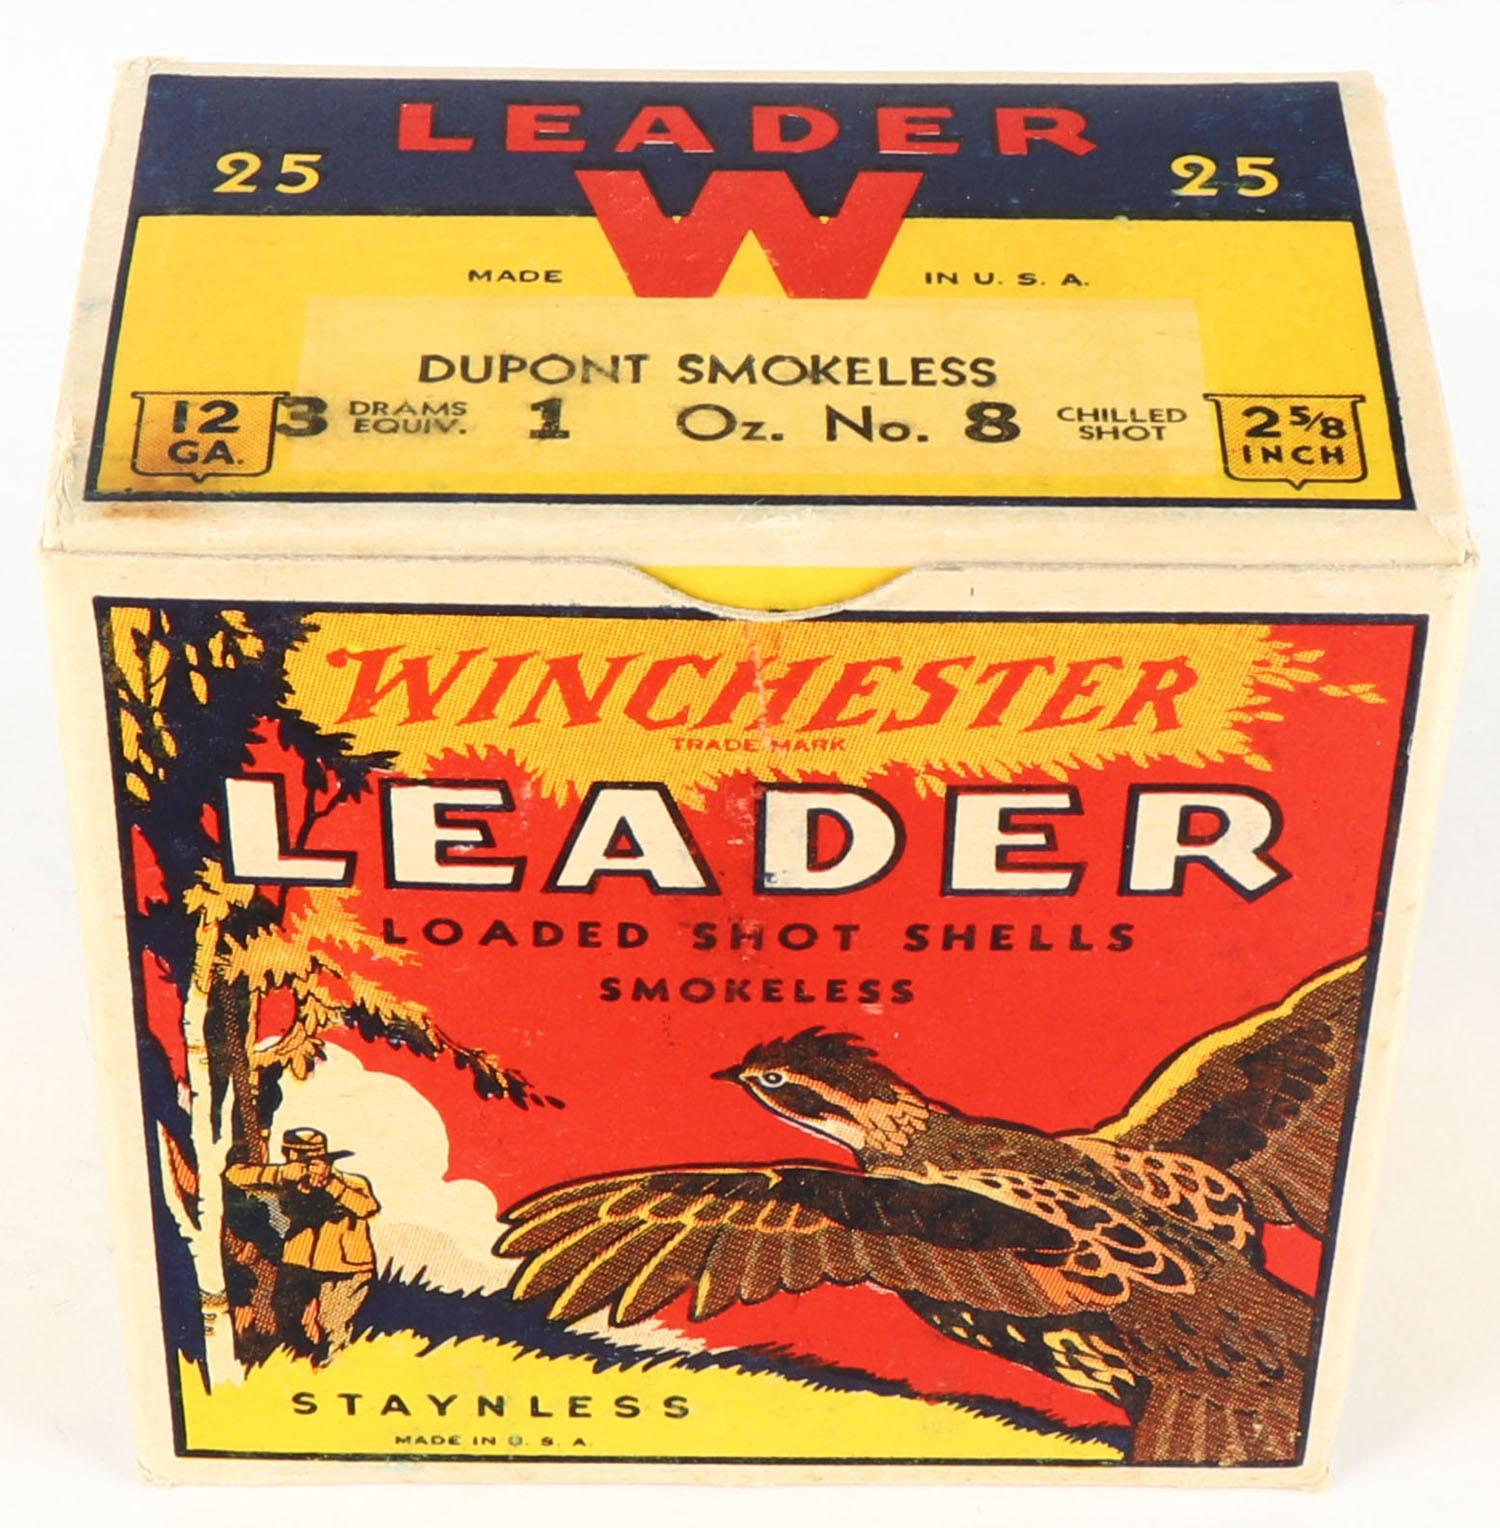 LEADER
25 W 25
MADE IN U. S. A.
DUPONT SMOKELESS
12 GA. 3 DRAMS EQUIV. 1 Oz. No. 8 CHILLED SHOT 2 5/8 INCH
WINCHESTER
TRADE MARK
LEADER
LOADED SHOT SHELLS
SMOKELESS
STAYNLESS
MADE IN U. S. A.